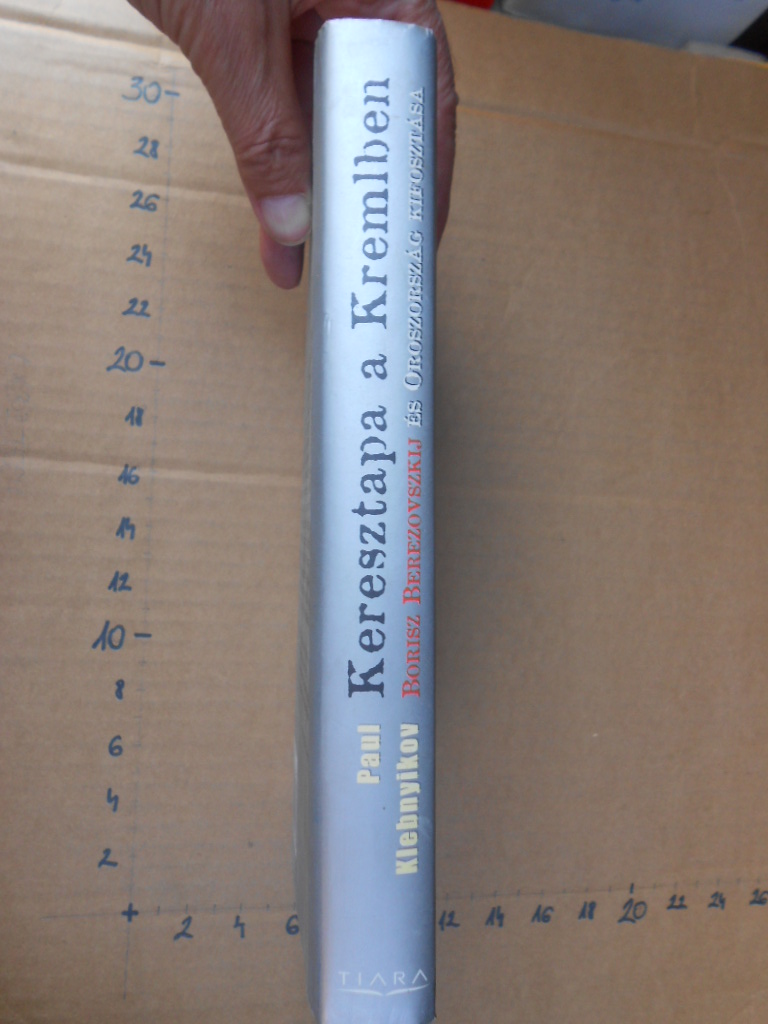 Paul
Klebnyikov
Keresztapa a Kremlben
Borisz Berezovszkij és Oroszország kifosztása
TIARA
30
28
26
24
22
20
18
16
14
12
10
8
6
4
2
2 4 6 12 14 16 18 20 22 24 26